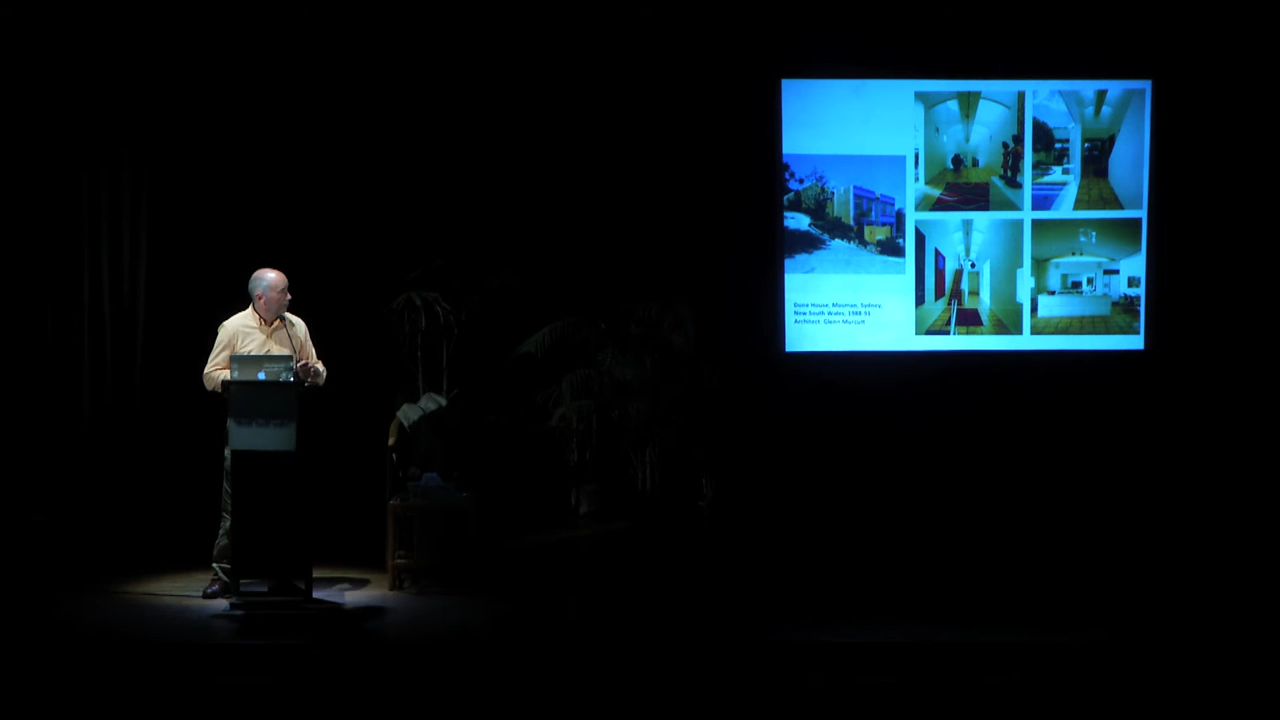 Done House, Mosman, Sydney,
New South Wales, 1988-91
Architect: Glenn Murcutt